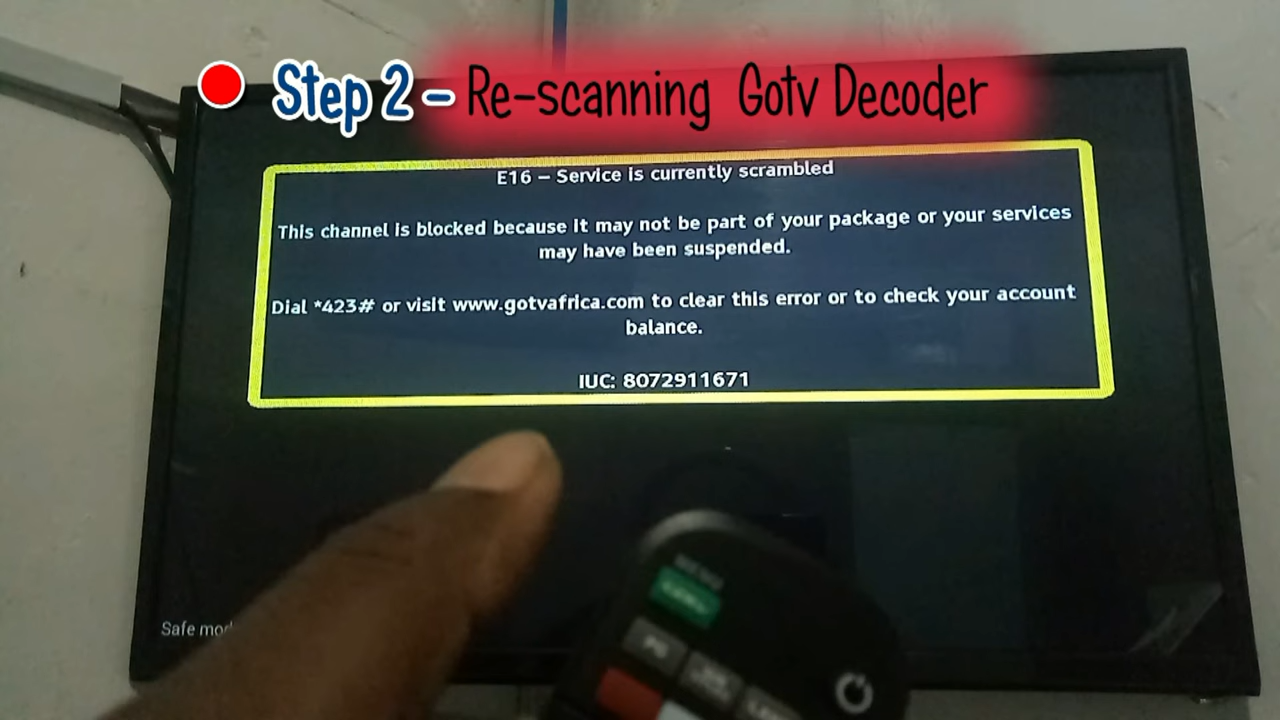 Step 2 – Re-scanning Gotv Decoder
E16 – Service is currently scrambled
This channel is blocked because it may not be part of your package or your services
may have been suspended.
Dial *423# or visit www.gotvafrica.com to clear this error or to check your account
balance.
IUC: 8072911671
Safe